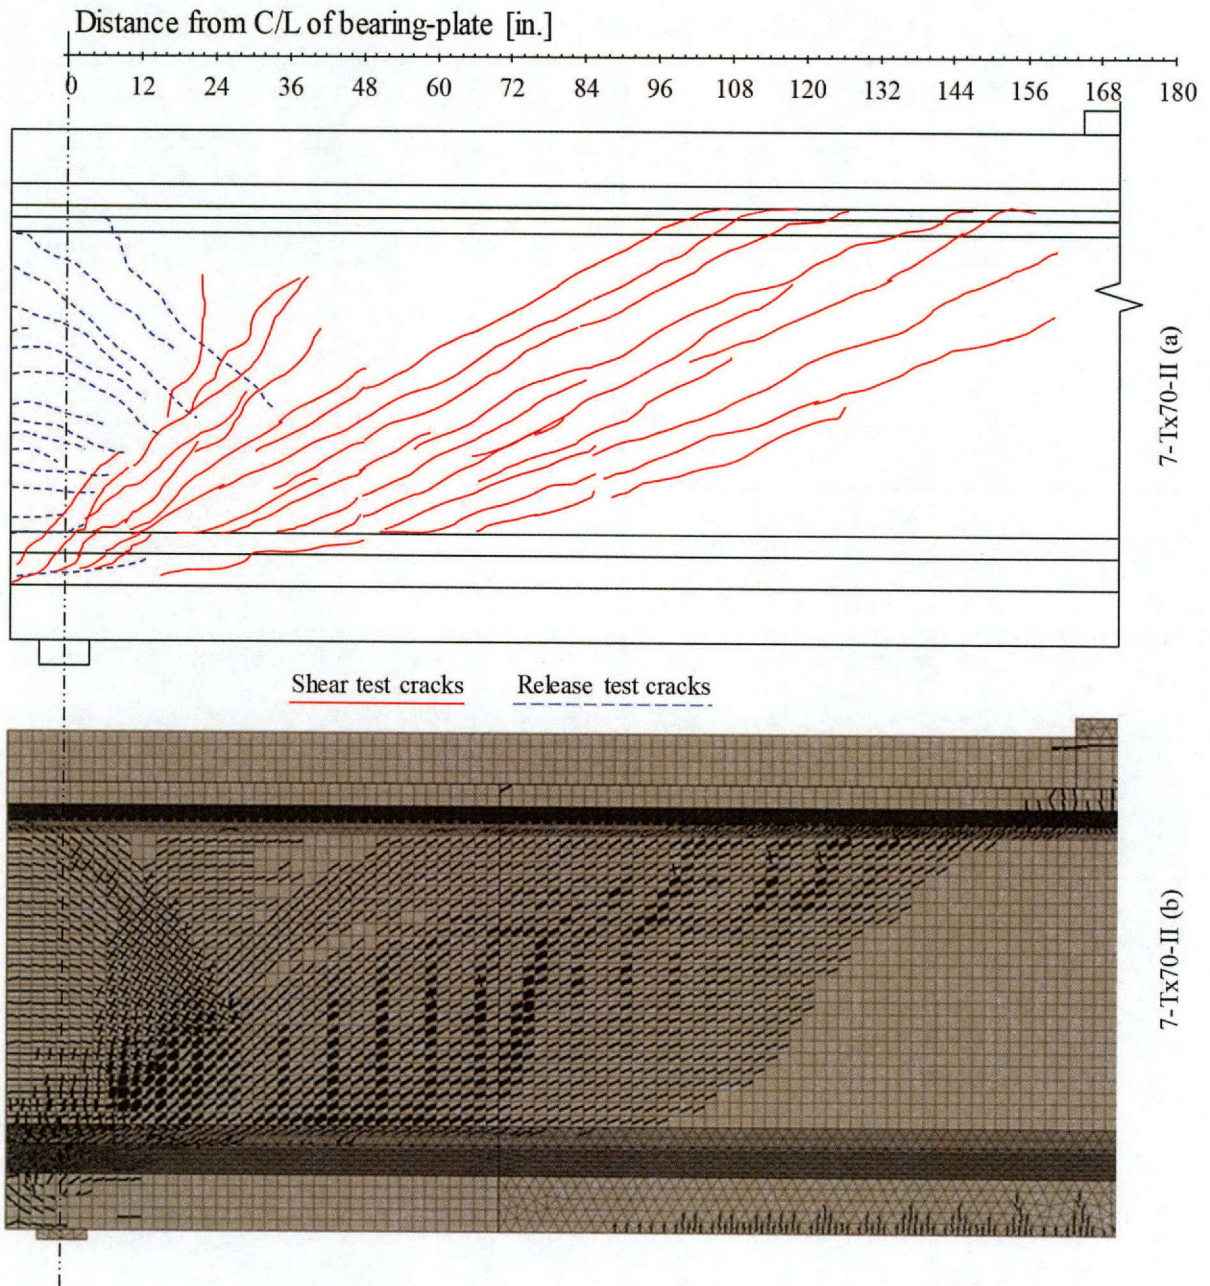 Distance from C/L of bearing-plate [in.]
0 12 24 36 48 60 72 84 96 108 120 132 144 156 168 180
7-Tx70-II (a)
Shear test cracks Release test cracks
7-Tx70-II (b)